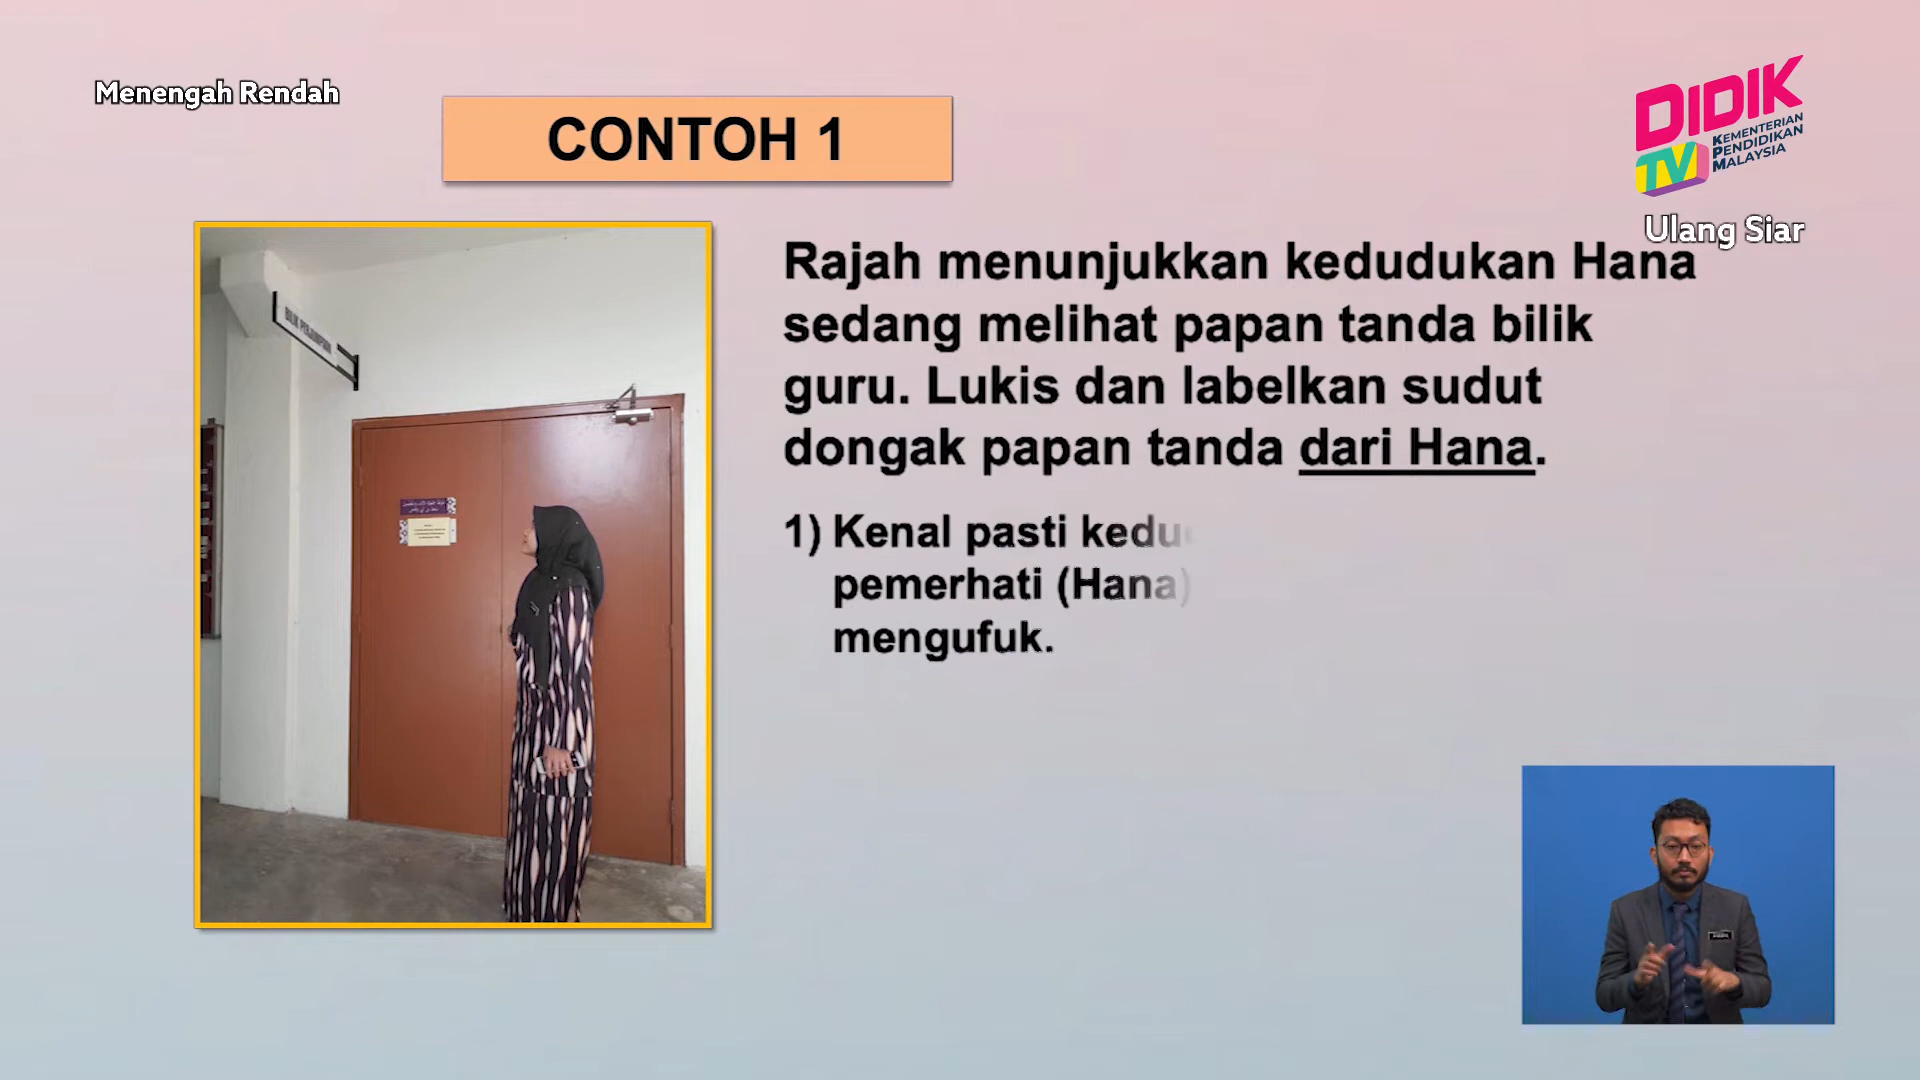 Menengah Rendah
CONTOH 1
DIDIK
TV
KEMENTERIAN
PENDIDIKAN
MALAYSIA
Ulang Siar
Rajah menunjukkan kedudukan Hana
sedang melihat papan tanda bilik
guru. Lukis dan labelkan sudut
dongak papan tanda dari Hana.
1) Kenal pasti kedu
pemerhati (Hana)
mengufuk.